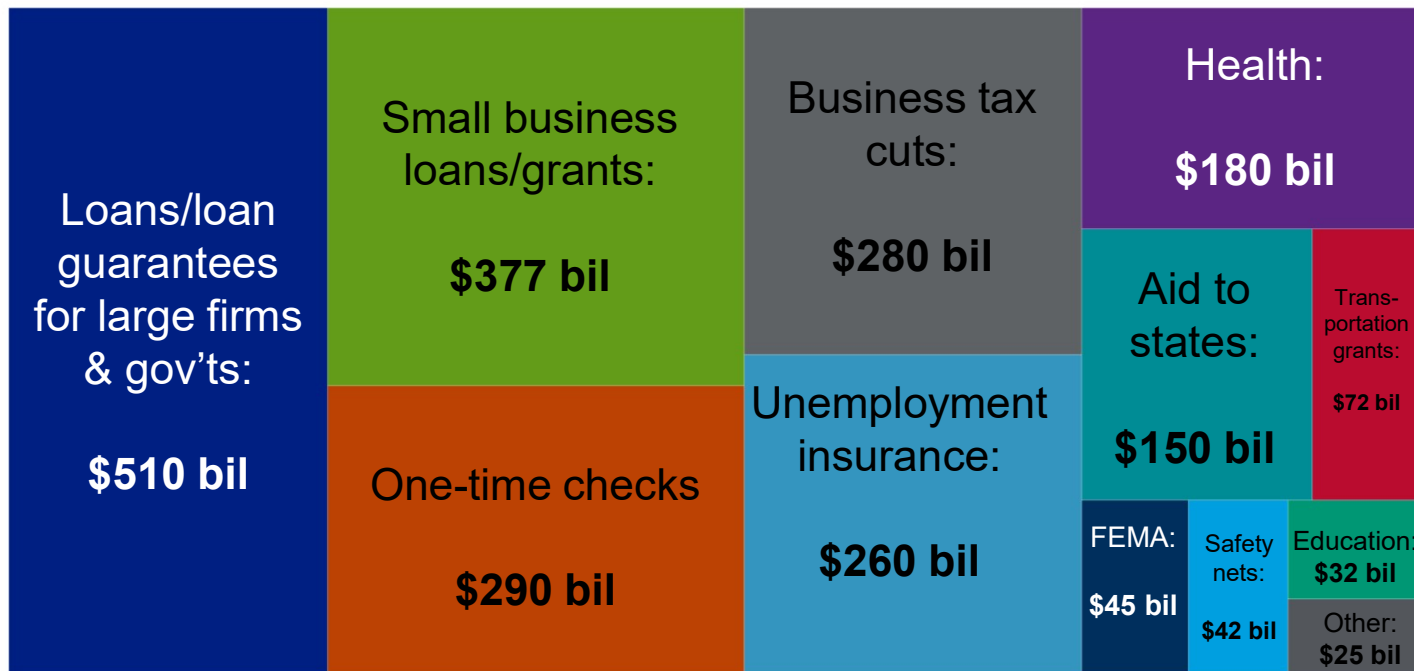 Loans/loan
guarantees
for large firms
& gov’ts:
$510 bil
Small business
loans/grants:
$377 bil
One-time checks
$290 bil
Business tax
cuts:
$280 bil
Unemployment
insurance:
$260 bil
Health:
$180 bil
Aid to
states:
$150 bil
Trans-
portation
grants:
$72 bil
FEMA:
$45 bil
Safety
nets:
$42 bil
Education:
$32 bil
Other:
$25 bil